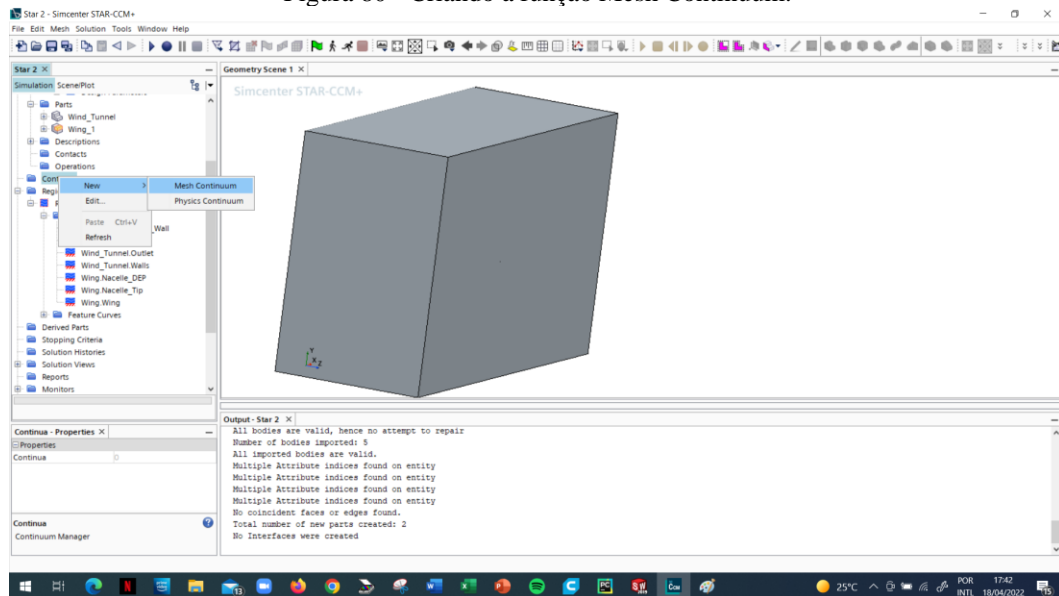 Figura 60 - Criando a função Mesh Continuum.
Star 2 - Simcenter STAR-CCM+
File Edit Mesh Solution Tools Window Help
Star 2
Simulation Scene/Plot
Parts
Wind_Tunnel
Wing_1
Descriptions
Contacts
Operations
Cont
New
Edit...
Paste Ctrl+V
Refresh
Mesh Continuum
Physics Continuum
Regi
_Wall
Wind_Tunnel.Outlet
Wind_Tunnel.Walls
Wing.Nacelle_DEP
Wing.Nacelle_Tip
Wing.Wing
Feature Curves
Derived Parts
Stopping Criteria
Solution Histories
Solution Views
Reports
Monitors
Continua - Properties
Properties
Continua 0
Continua
Continuum Manager
Geometry Scene 1
Simcenter STAR-CCM+
Y
X
Z
Output - Star 2
All bodies are valid, hence no attempt to repair
Number of bodies imported: 5
All imported bodies are valid.
Multiple Attribute indices found on entity
Multiple Attribute indices found on entity
Multiple Attribute indices found on entity
Multiple Attribute indices found on entity
No coincident faces or edges found.
Total number of new parts created: 2
No Interfaces were created
25°C
POR
INTL
17:42
18/04/2022